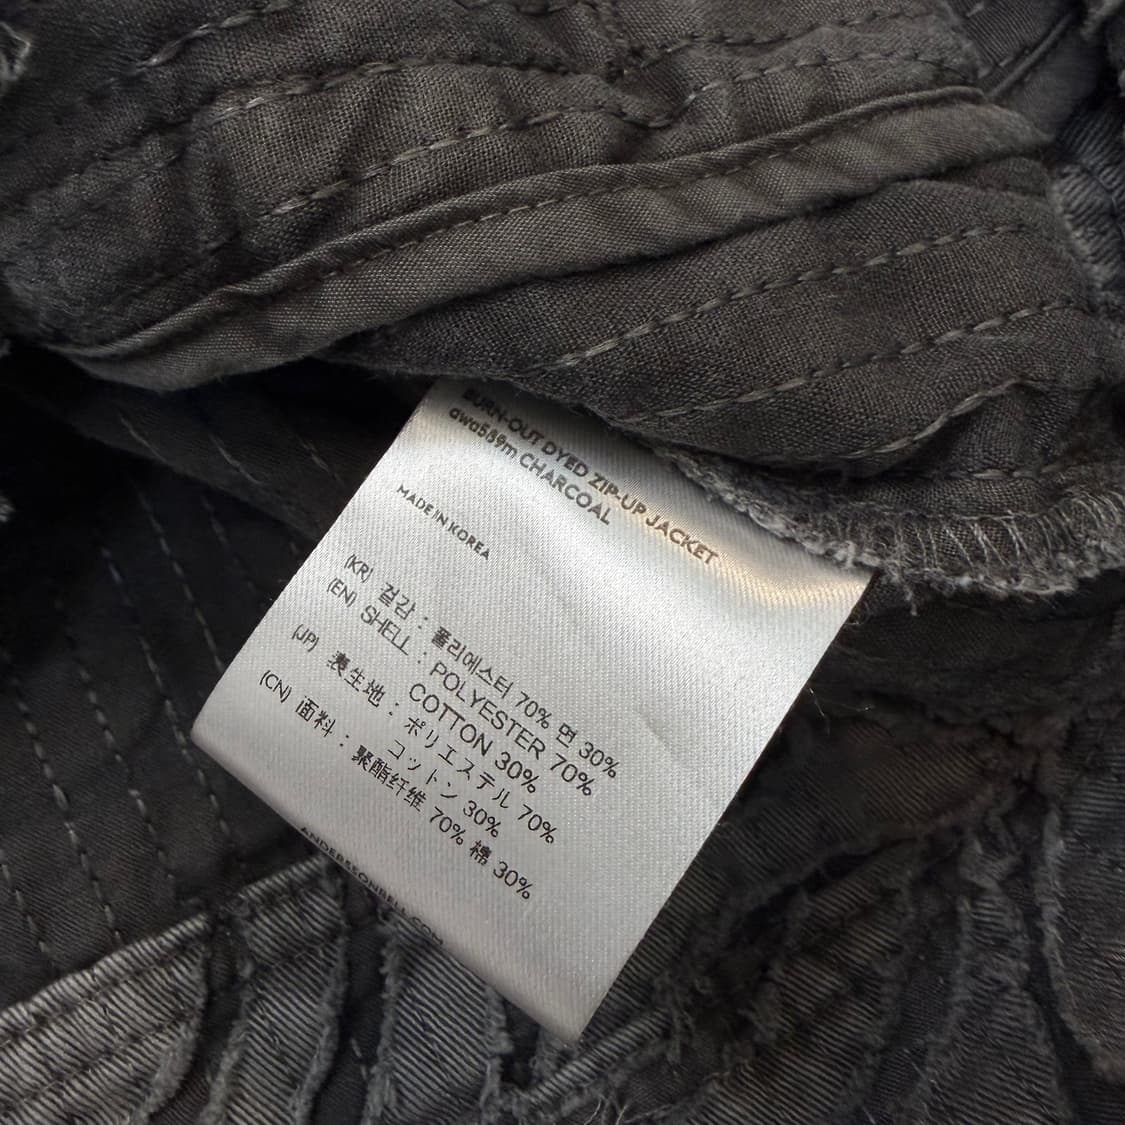 BURN-OUT DYED ZIP-UP JACKET
awa589m CHARCOAL
MADE IN KOREA
(KR) 겉감 : 폴리에스터 70% 면 30%
(EN) SHELL : POLYESTER 70%
COTTON 30%
(JP) 表生地 : ポリエステル 70%
コットン 30%
(CN) 面料 : 聚酯纤维 70% 棉 30%
ANDERSSONBELL.COM